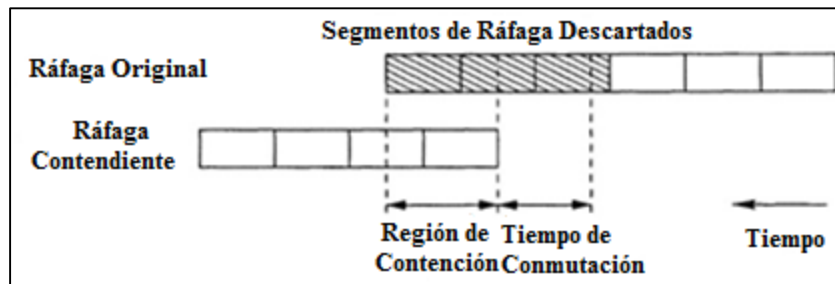 Segmentos de Ráfaga Descartados
Ráfaga Original
Ráfaga
Contendiente
Región de
Contención
Tiempo de
Conmutación
Tiempo